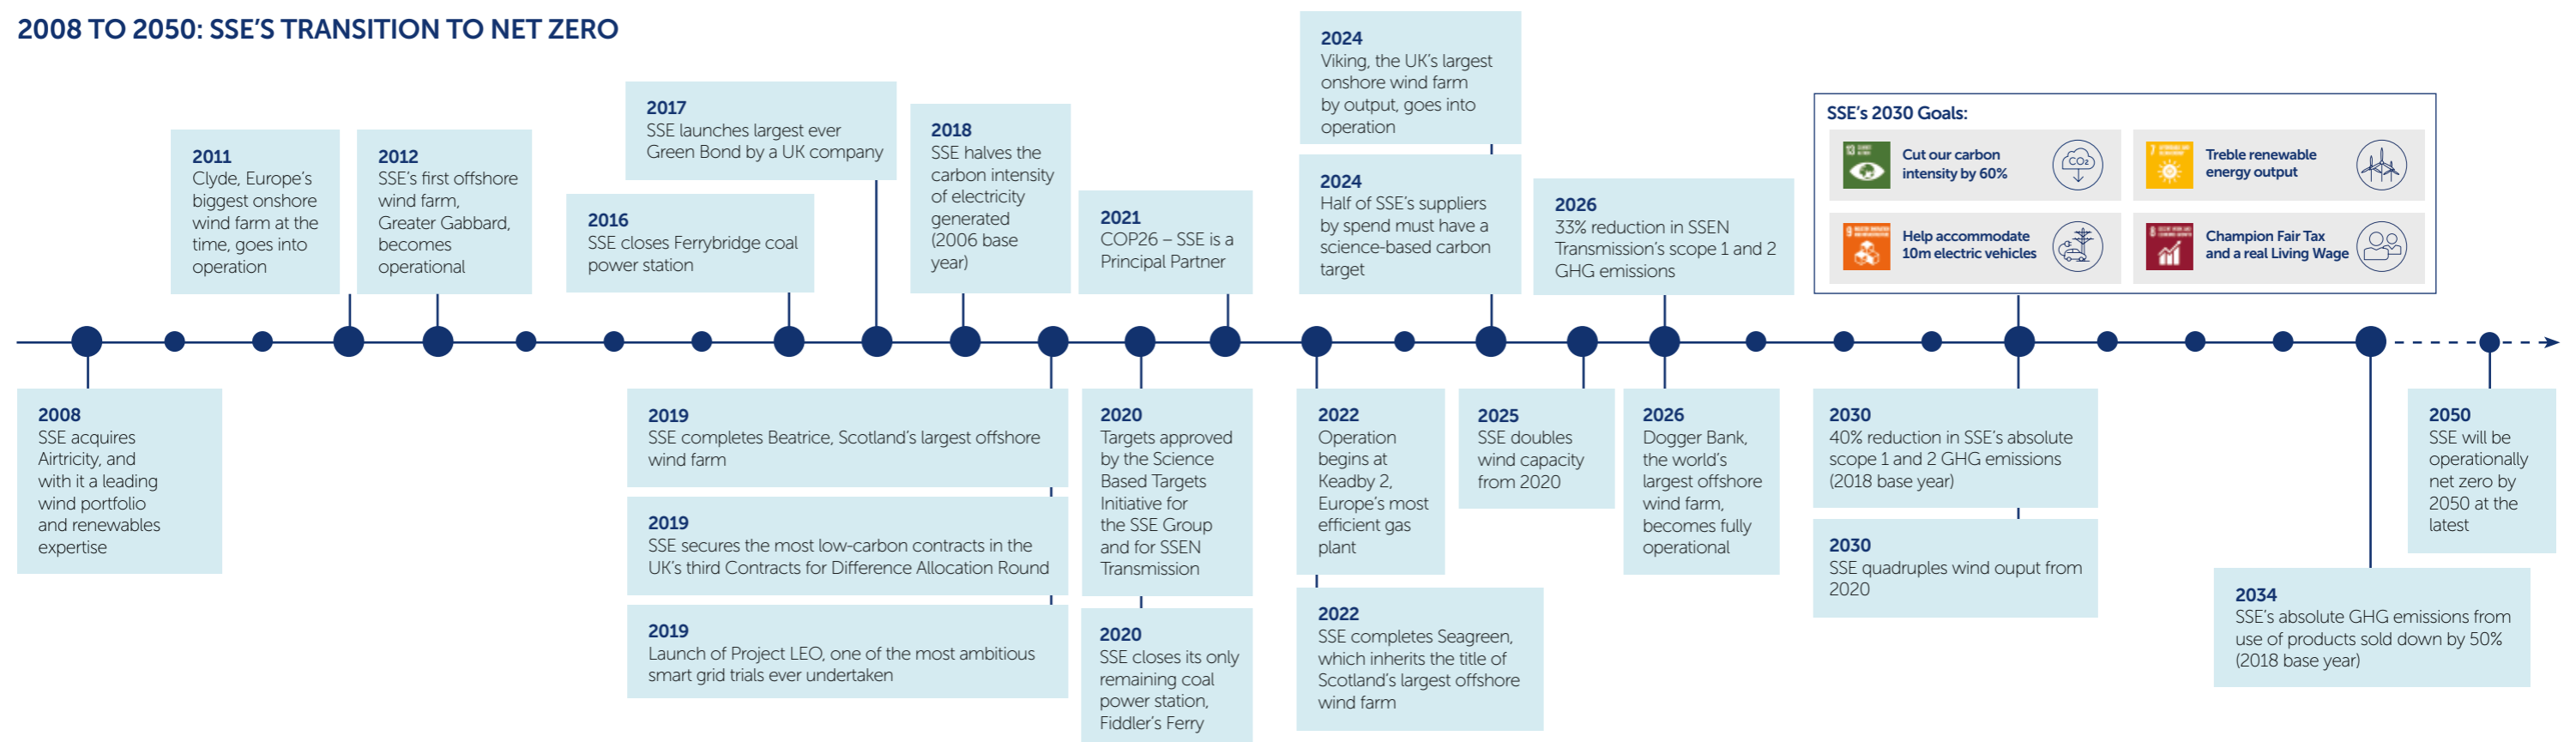 2008 TO 2050: SSE'S TRANSITION TO NET ZERO
2008
SSE acquires
Airtricity, and
with it a leading
wind portfolio
and renewables
expertise
2011
Clyde, Europe's
biggest onshore
wind farm at the
time, goes into
operation
2012
SSE's first offshore
wind farm,
Greater Gabbard,
becomes
operational
2016
SSE closes Ferrybridge coal
power station
2017
SSE launches largest ever
Green Bond by a UK company
2018
SSE halves the
carbon intensity
of electricity
generated
(2006 base
year)
2019
SSE completes Beatrice, Scotland's largest offshore
wind farm
2019
SSE secures the most low-carbon contracts in the
UK's third Contracts for Difference Allocation Round
2019
Launch of Project LEO, one of the most ambitious
smart grid trials ever undertaken
2020
Targets approved
by the Science
Based Targets
Initiative for
the SSE Group
and for SSEN
Transmission
2020
SSE closes its only
remaining coal
power station,
Fiddler's Ferry
2021
COP26 – SSE is a
Principal Partner
2022
Operation
begins at
Keadby 2,
Europe's most
efficient gas
plant
2022
SSE completes Seagreen,
which inherits the title of
Scotland's largest offshore
wind farm
2024
Viking, the UK's largest
onshore wind farm
by output, goes into
operation
2024
Half of SSE's suppliers
by spend must have a
science-based carbon
target
2025
SSE doubles
wind capacity
from 2020
2026
33% reduction in SSEN
Transmission's scope 1 and 2
GHG emissions
2026
Dogger Bank,
the world's
largest offshore
wind farm,
becomes fully
operational
SSE's 2030 Goals:
13
Cut our carbon
intensity by 60%
CO₂
7
Treble renewable
energy output
9
Help accommodate
10m electric vehicles
8
Champion Fair Tax
and a real Living Wage
2030
40% reduction in SSE's absolute
scope 1 and 2 GHG emissions
(2018 base year)
2030
SSE quadruples wind ouput from
2020
2034
SSE's absolute GHG emissions from
use of products sold down by 50%
(2018 base year)
2050
SSE will be
operationally
net zero by
2050 at the
latest